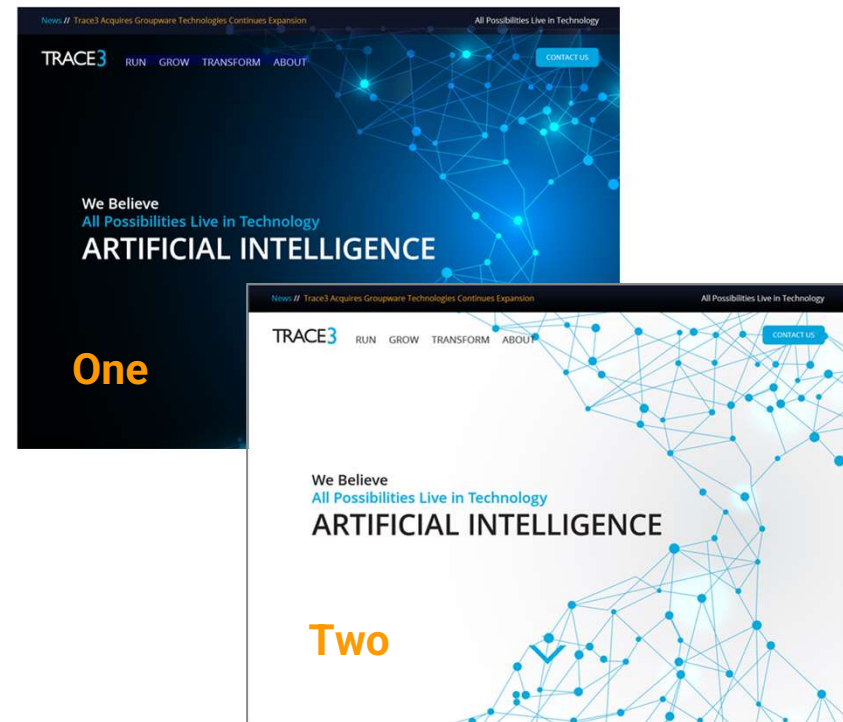 News // Trace3 Acquires Groupware Technologies Continues Expansion
All Possibilities Live in Technology
TRACE3 RUN GROW TRANSFORM ABOUT
CONTACT US
We Believe
All Possibilities Live in Technology
ARTIFICIAL INTELLIGENCE
One
News // Trace3 Acquires Groupware Technologies Continues Expansion
All Possibilities Live in Technology
TRACE3 RUN GROW TRANSFORM ABOUT
CONTACT US
We Believe
All Possibilities Live in Technology
ARTIFICIAL INTELLIGENCE
Two